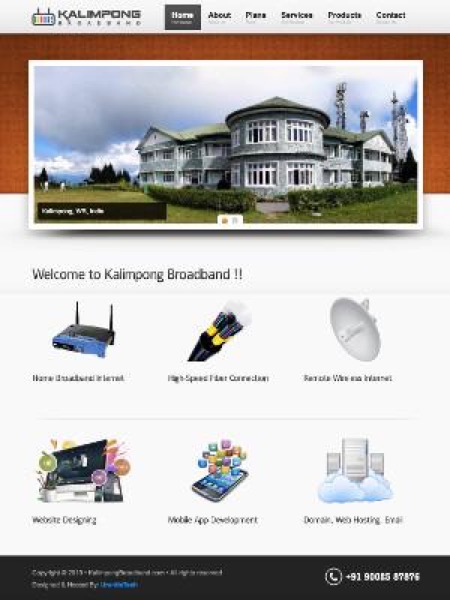 KALIMPONG
BROADBAND
Home About Plans Services Products Contact
Kalimpong, WB, India
Welcome to Kalimpong Broadband !!
Home Broadband Internet High-Speed Fiber Connection Remote Wireless Internet
Website Designing Mobile App Development Domain, Web Hosting, Email
Copyright © 2013 • KalimpongBroadband.com • All rights reserved
Designed & Hosted By:
+91 90085 87876